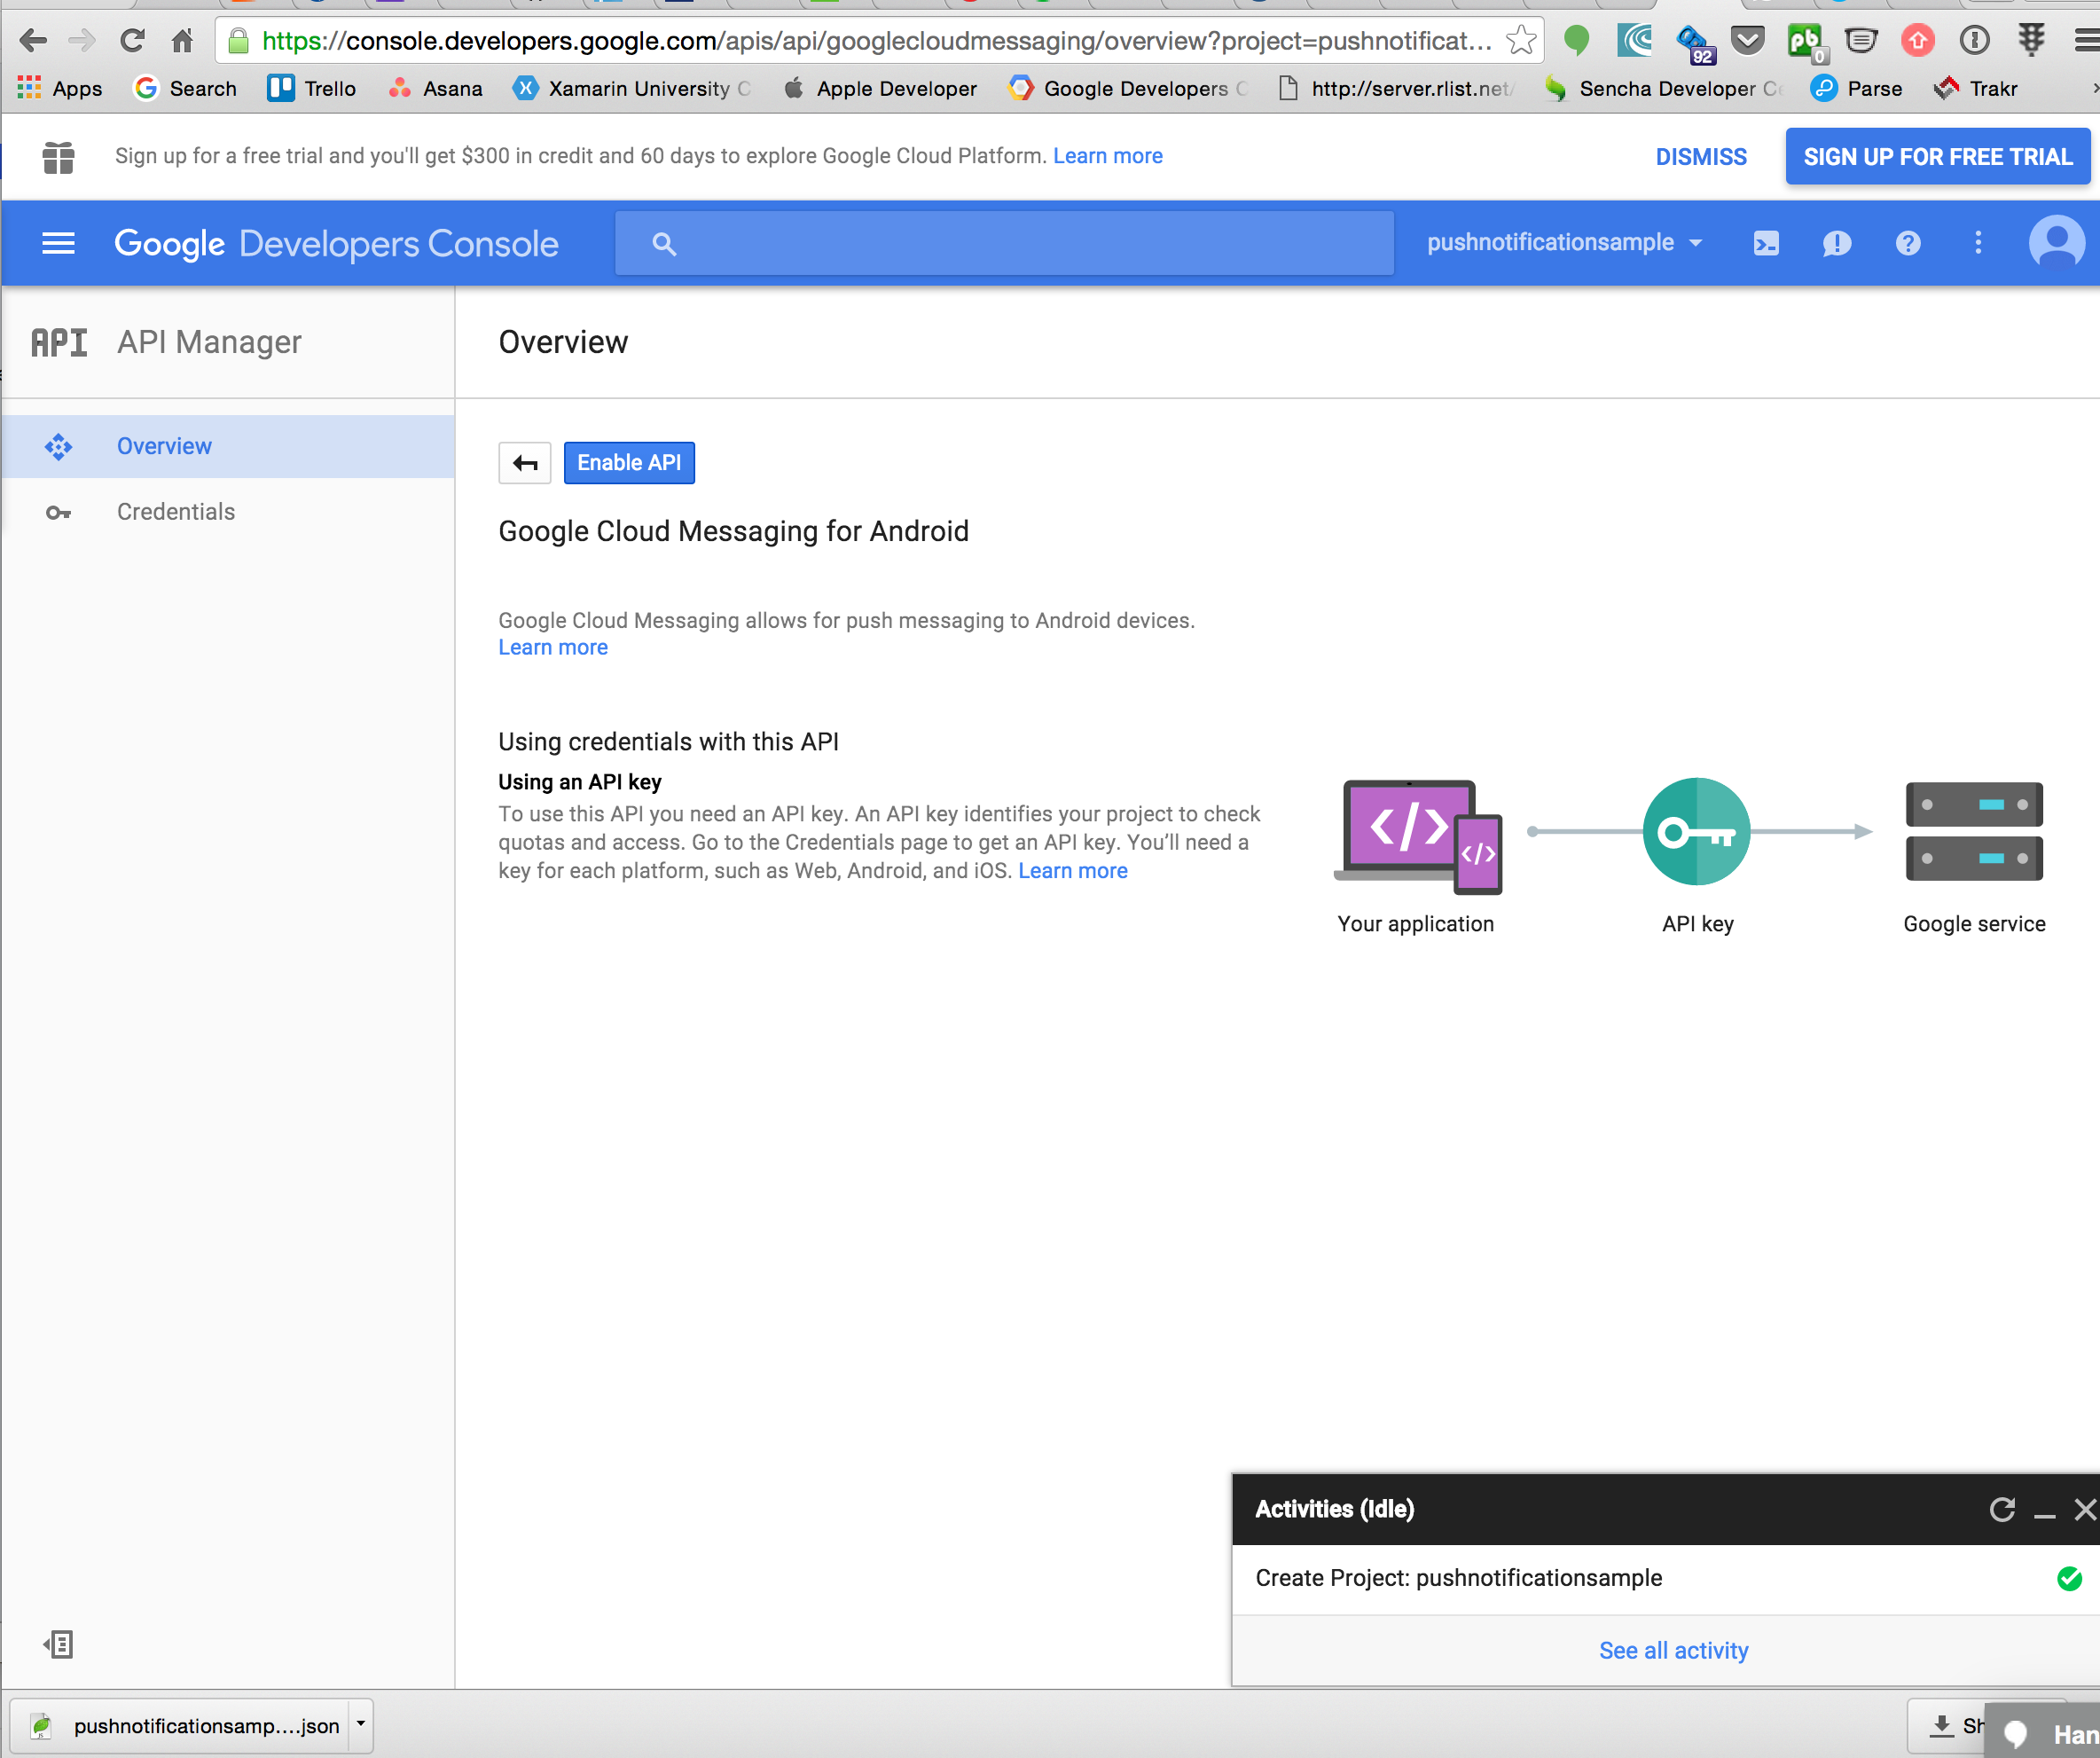 https://console.developers.google.com/apis/api/googlecloudmessaging/overview?project=pushnotificat...
92
pb
0
Apps
Search
Trello
Asana
Xamarin University C
Apple Developer
Google Developers C
http://server.rlist.net/
Sencha Developer Ce
Parse
Trakr
Sign up for a free trial and you'll get $300 in credit and 60 days to explore Google Cloud Platform. Learn more
DISMISS
SIGN UP FOR FREE TRIAL
Google Developers Console
pushnotificationsample
API
API Manager
Overview
Overview
Credentials
Enable API
Google Cloud Messaging for Android
Google Cloud Messaging allows for push messaging to Android devices.
Learn more
Using credentials with this API
Using an API key
To use this API you need an API key. An API key identifies your project to check
quotas and access. Go to the Credentials page to get an API key. You’ll need a
key for each platform, such as Web, Android, and iOS. Learn more
</>
</>
Your application
API key
Google service
Activities (Idle)
Create Project: pushnotificationsample
See all activity
pushnotificationsamp....json
Sh
Han